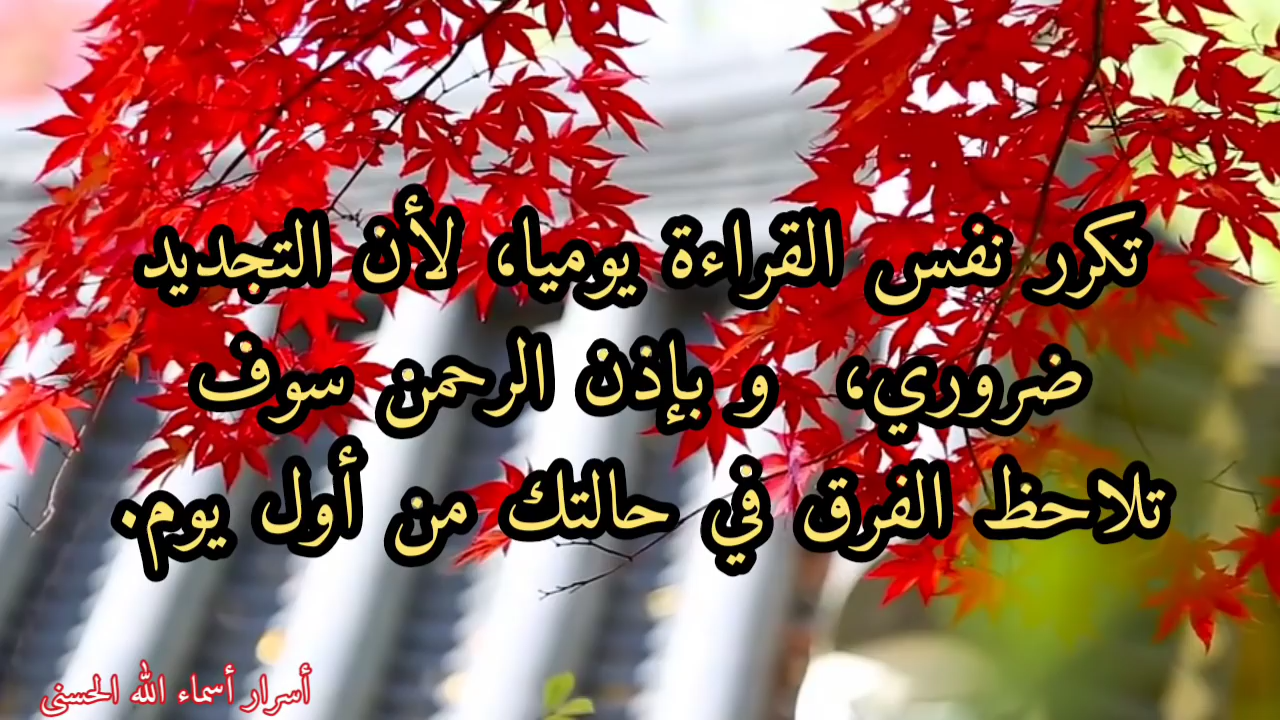 تكرر نفس القراءة يوميا، لأن التجديد
ضروري، و بإذن الرحمن سوف
تلاحظ الفرق في حالتك من أول يوم.
أسرار أسماء الله الحسنى